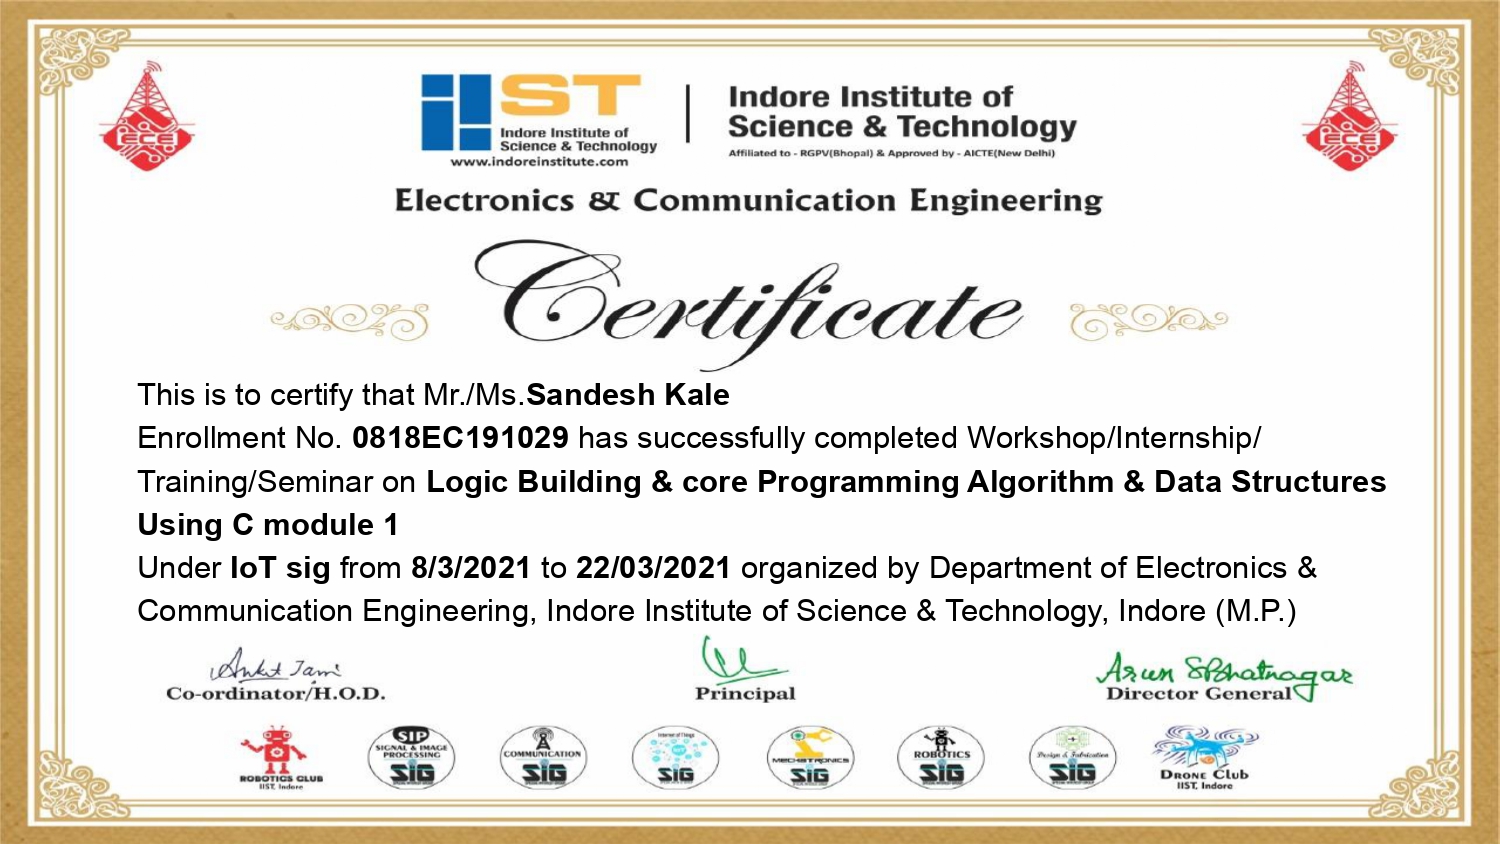 ECE
IIST
Indore Institute of
Science & Technology
www.indoreinstitute.com
Indore Institute of
Science & Technology
Affiliated to - RGPV(Bhopal) & Approved by - AICTE(New Delhi)
ECE
Electronics & Communication Engineering
Certificate
This is to certify that Mr./Ms.Sandesh Kale
Enrollment No. 0818EC191029 has successfully completed Workshop/Internship/
Training/Seminar on Logic Building & core Programming Algorithm & Data Structures
Using C module 1
Under IoT sig from 8/3/2021 to 22/03/2021 organized by Department of Electronics &
Communication Engineering, Indore Institute of Science & Technology, Indore (M.P.)
Co-ordinator/H.O.D.
Principal
Arun S Bhatnagar
Director General
ROBOTICS CLUB
IIST, Indore
SIP
SIGNAL & IMAGE
PROCESSING
SIG
COMMUNICATION
SIG
Internet of Things
SIG
MECHATRONICS
SIG
ROBOTICS
SIG
Design & Fabrication
SIG
DRONE CLUB
IIST, Indore